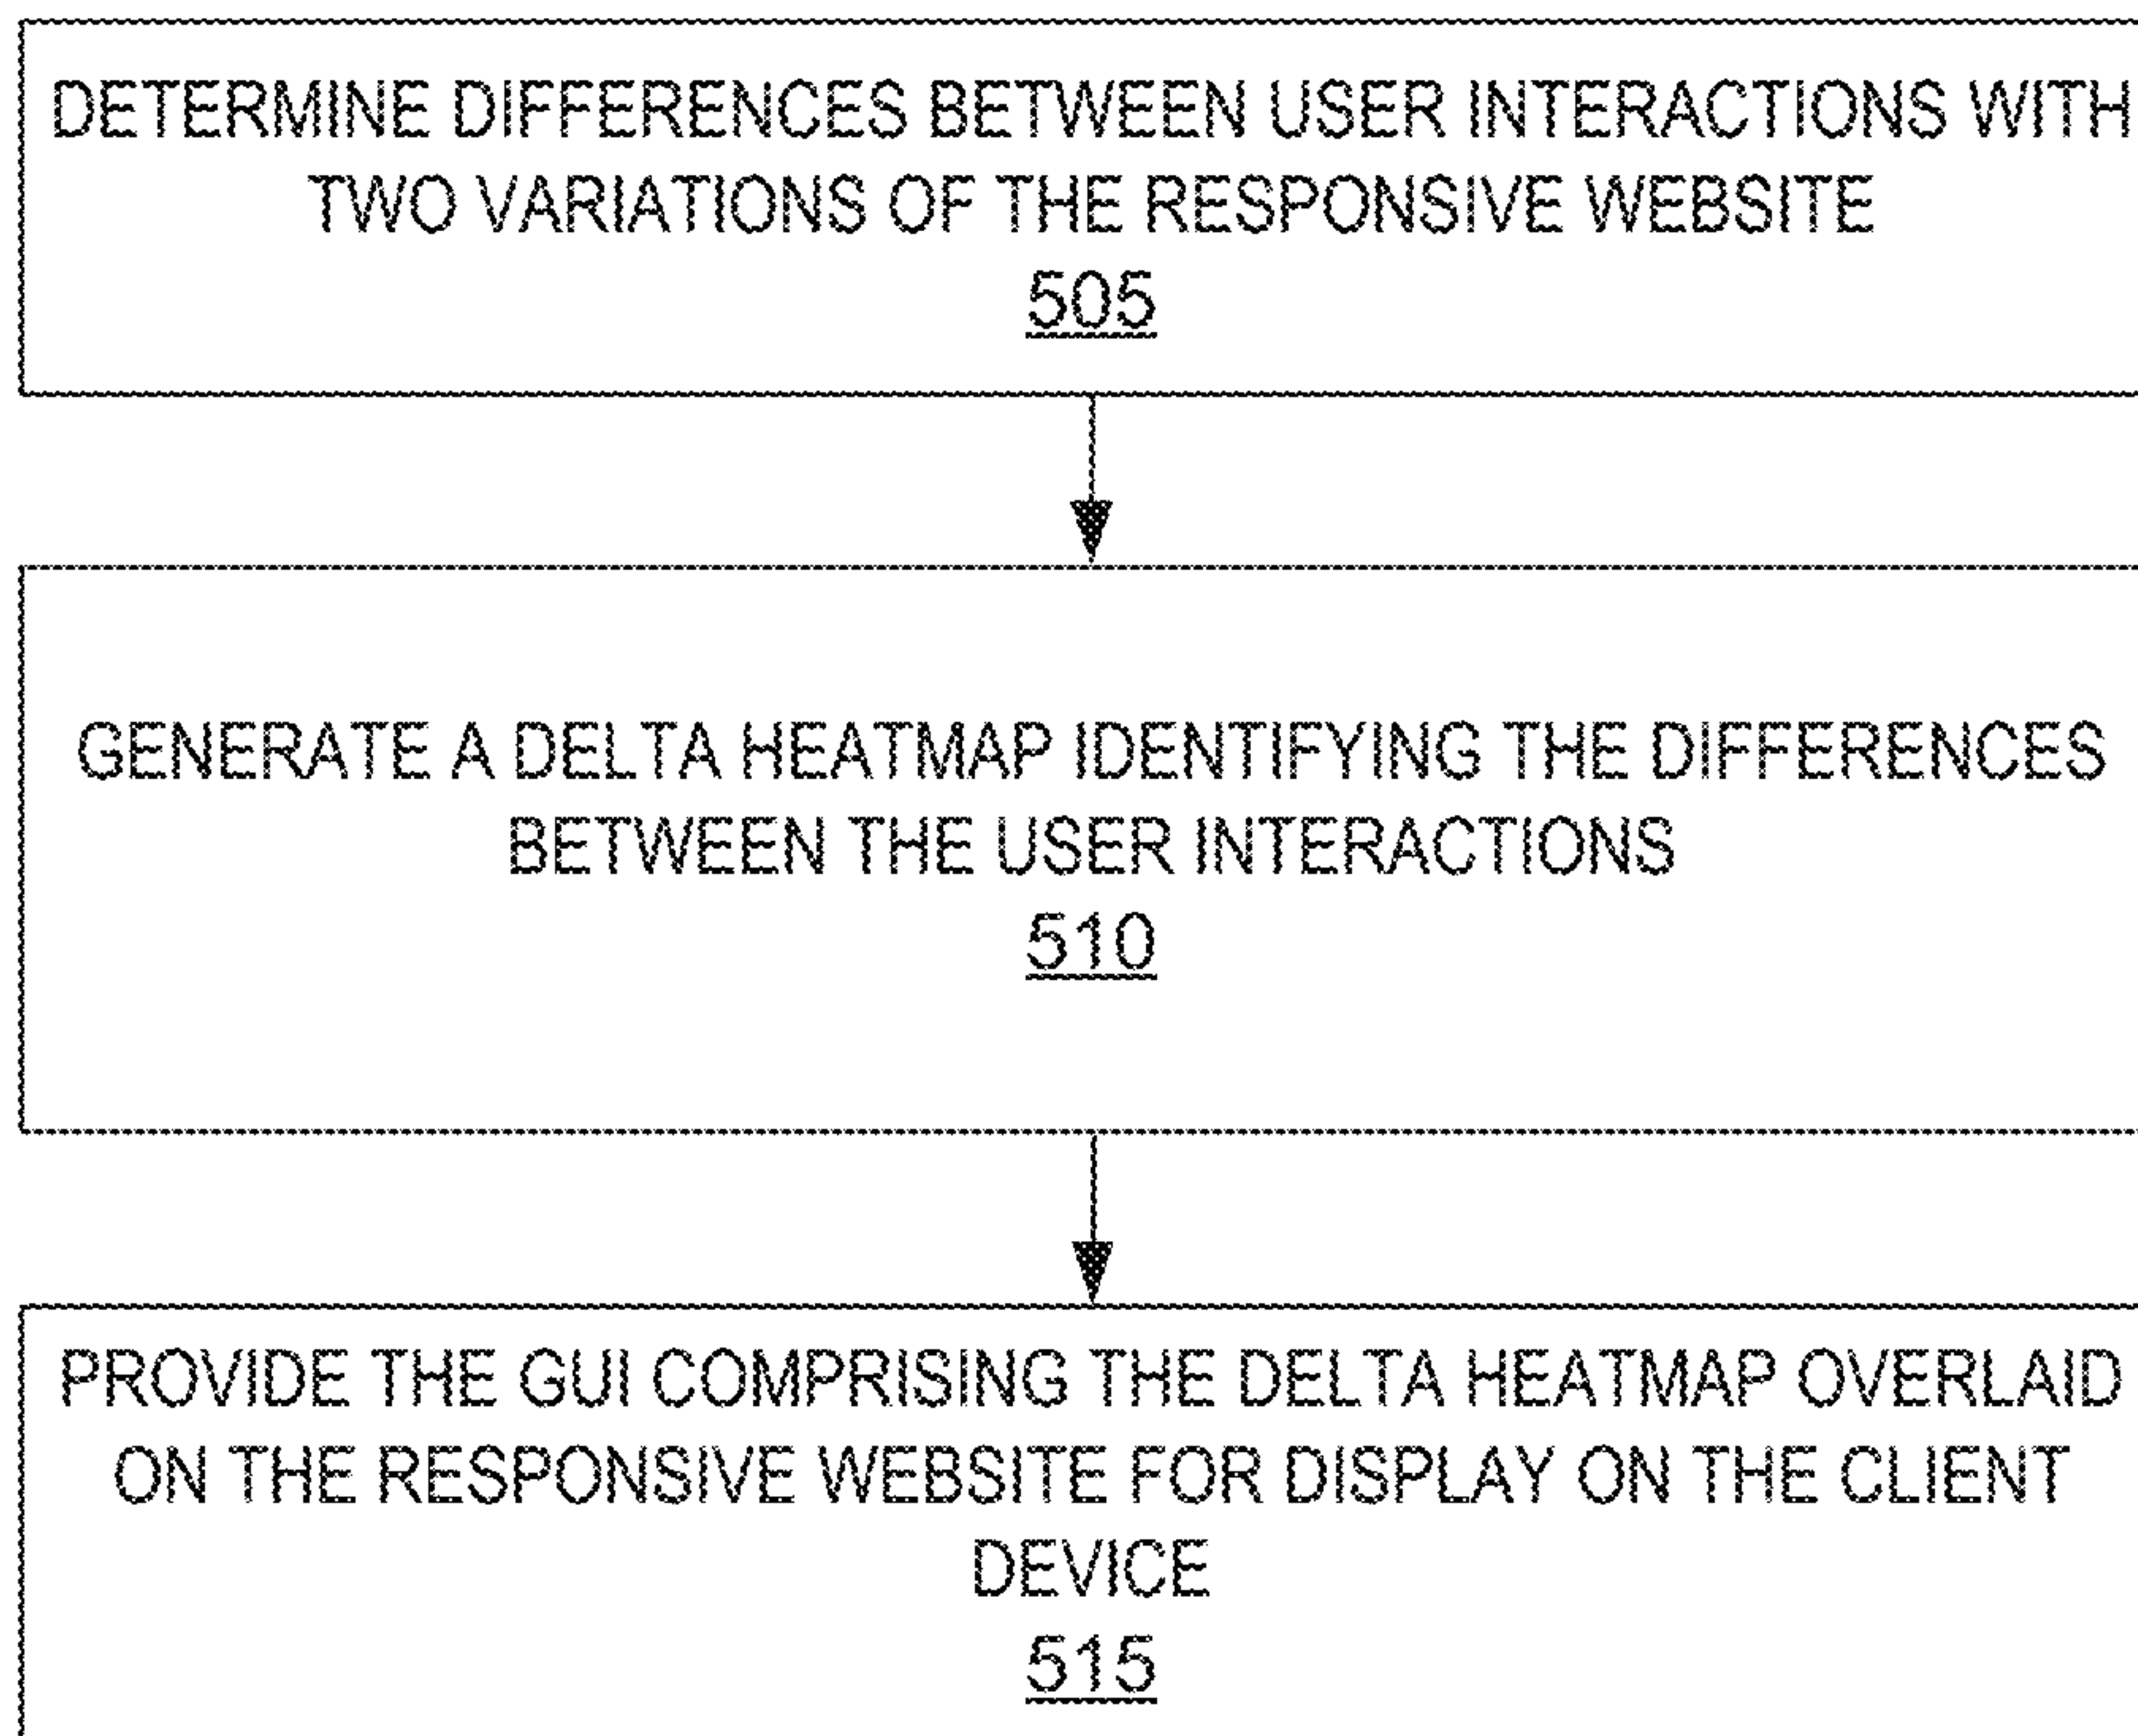 DETERMINE DIFFERENCES BETWEEN USER INTERACTIONS WITH
TWO VARIATIONS OF THE RESPONSIVE WEBSITE
505
GENERATE A DELTA HEATMAP IDENTIFYING THE DIFFERENCES
BETWEEN THE USER INTERACTIONS
510
PROVIDE THE GUI COMPRISING THE DELTA HEATMAP OVERLAID
ON THE RESPONSIVE WEBSITE FOR DISPLAY ON THE CLIENT
DEVICE
515